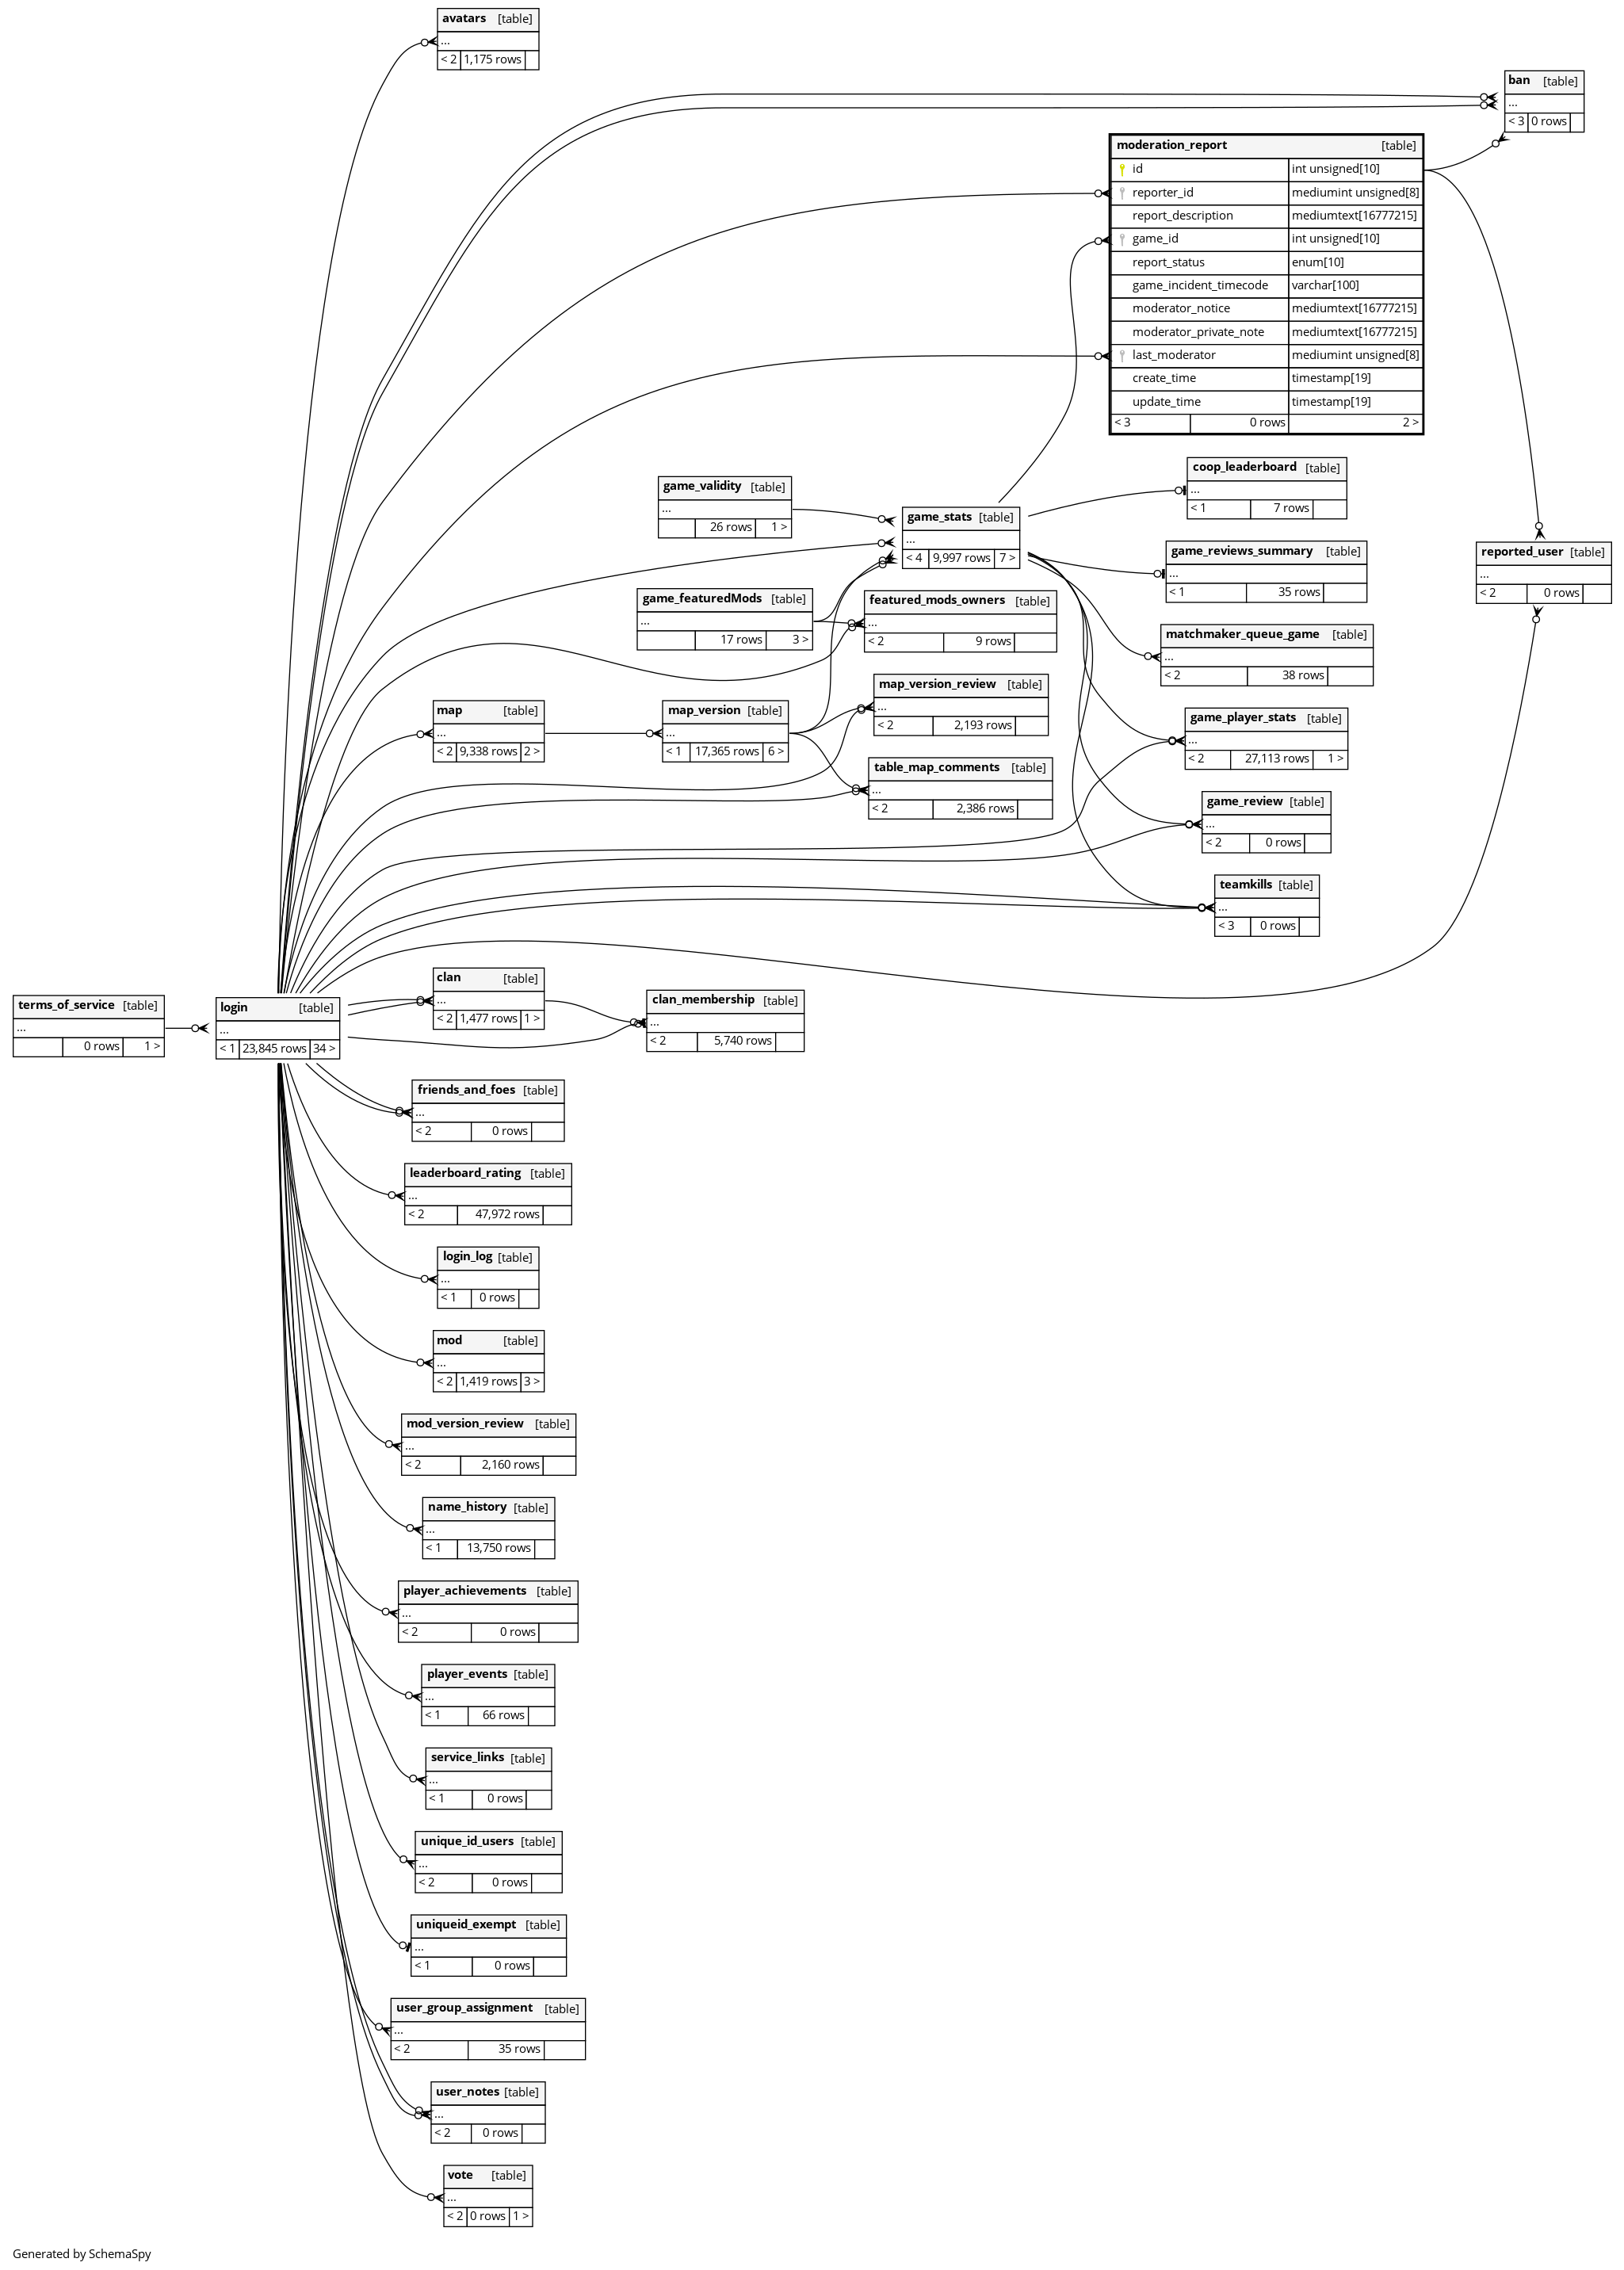 avatars [table]
...
< 2 1,175 rows
ban [table]
...
< 3 0 rows
moderation_report [table]
id int unsigned[10]
reporter_id mediumint unsigned[8]
report_description mediumtext[16777215]
game_id int unsigned[10]
report_status enum[10]
game_incident_timecode varchar[100]
moderator_notice mediumtext[16777215]
moderator_private_note mediumtext[16777215]
last_moderator mediumint unsigned[8]
create_time timestamp[19]
update_time timestamp[19]
< 3 0 rows 2 >
coop_leaderboard [table]
...
< 1 7 rows
game_validity [table]
...
26 rows 1 >
game_stats [table]
...
< 4 9,997 rows 7 >
game_reviews_summary [table]
...
< 1 35 rows
reported_user [table]
...
< 2 0 rows
game_featuredMods [table]
...
17 rows 3 >
featured_mods_owners [table]
...
< 2 9 rows
matchmaker_queue_game [table]
...
< 2 38 rows
map_version_review [table]
...
< 2 2,193 rows
map [table]
...
< 2 9,338 rows 2 >
map_version [table]
...
< 1 17,365 rows 6 >
game_player_stats [table]
...
< 2 27,113 rows 1 >
table_map_comments [table]
...
< 2 2,386 rows
game_review [table]
...
< 2 0 rows
teamkills [table]
...
< 3 0 rows
terms_of_service [table]
...
0 rows 1 >
login [table]
...
< 1 23,845 rows 34 >
clan [table]
...
< 2 1,477 rows 1 >
clan_membership [table]
...
< 2 5,740 rows
friends_and_foes [table]
...
< 2 0 rows
leaderboard_rating [table]
...
< 2 47,972 rows
login_log [table]
...
< 1 0 rows
mod [table]
...
< 2 1,419 rows 3 >
mod_version_review [table]
...
< 2 2,160 rows
name_history [table]
...
< 1 13,750 rows
player_achievements [table]
...
< 2 0 rows
player_events [table]
...
< 1 66 rows
service_links [table]
...
< 1 0 rows
unique_id_users [table]
...
< 2 0 rows
uniqueid_exempt [table]
...
< 1 0 rows
user_group_assignment [table]
...
< 2 35 rows
user_notes [table]
...
< 2 0 rows
vote [table]
...
< 2 0 rows 1 >
Generated by SchemaSpy